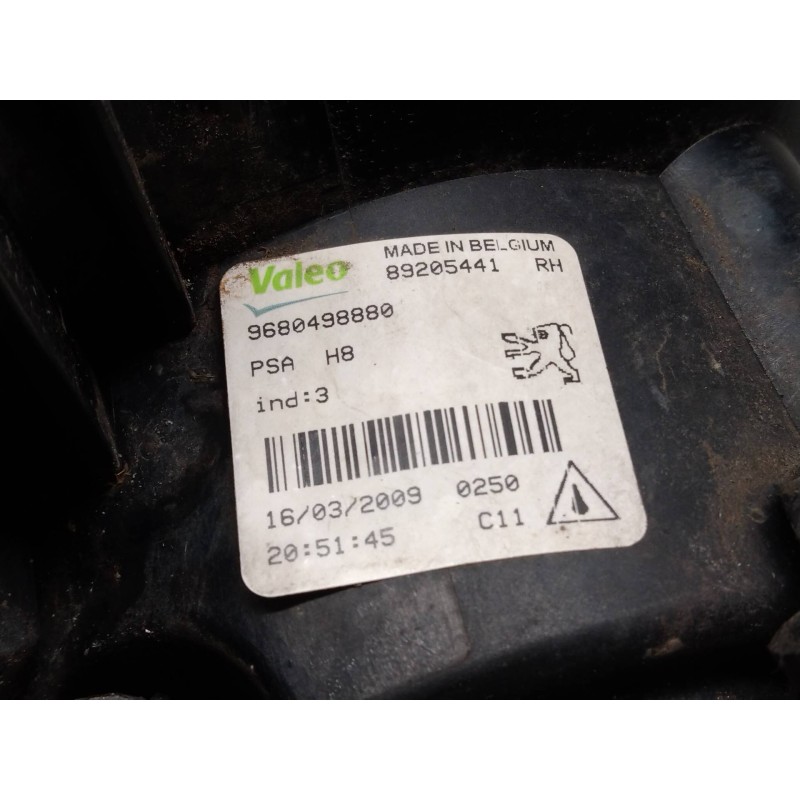 Valeo MADE IN BELGIUM
89205441 RH
9680498880
PSA H8
ind:3
16/03/2009 0250
20:51:45 C11